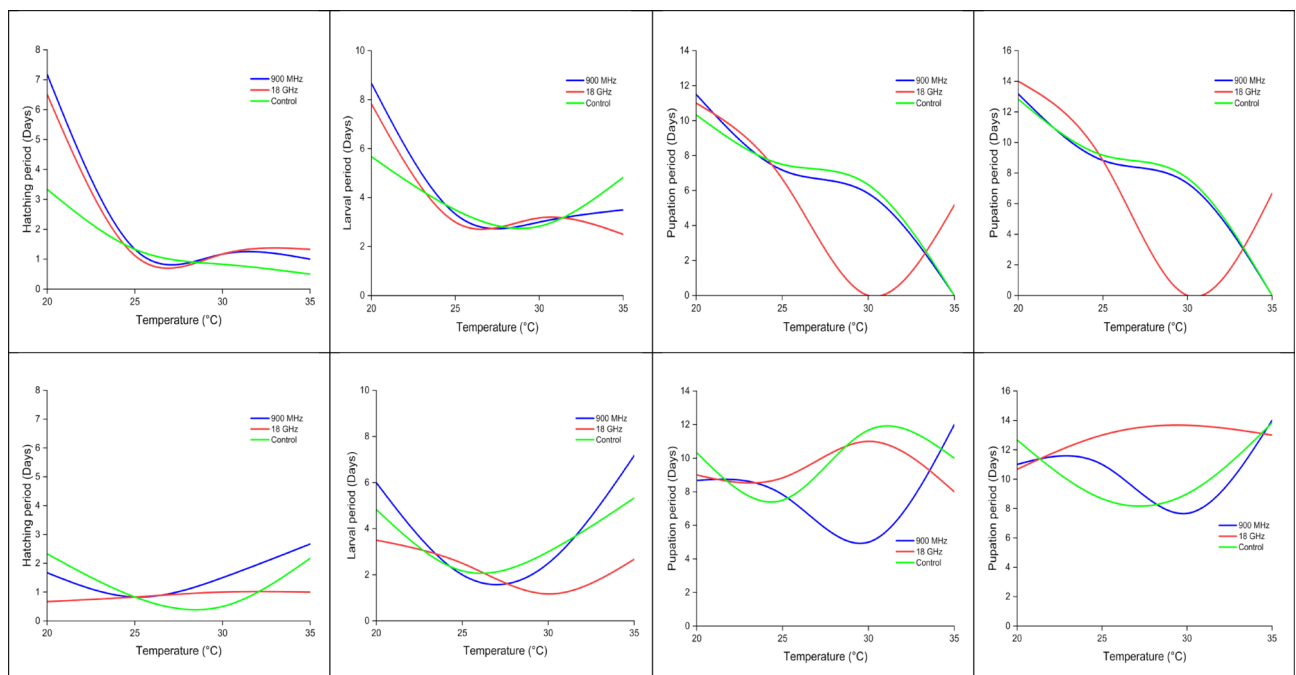 8
7
6
5
4
3
2
1
0
Hatching period (Days)
900 MHz
18 GHz
Control
20 25 30 35
Temperature (°C)
10
8
6
4
2
0
Larval period (Days)
900 MHz
18 GHz
Control
20 25 30 35
Temperature (°C)
14
12
10
8
6
4
2
0
Pupation period (Days)
900 MHz
18 GHz
Control
20 25 30 35
Temperature (°C)
16
14
12
10
8
6
4
2
0
Pupation period (Days)
900 MHz
18 GHz
Control
20 25 30 35
Temperature (°C)
8
7
6
5
4
3
2
1
0
Hatching period (Days)
900 MHz
18 GHz
Control
20 25 30 35
Temperature (°C)
10
8
6
4
2
0
Larval period (Days)
900 MHz
18 GHz
Control
20 25 30 35
Temperature (°C)
14
12
10
8
6
4
2
0
Pupation period (Days)
900 MHz
18 GHz
Control
20 25 30 35
Temperature (°C)
16
14
12
10
8
6
4
2
0
Pupation period (Days)
900 MHz
18 GHz
Control
20 25 30 35
Temperature (°C)